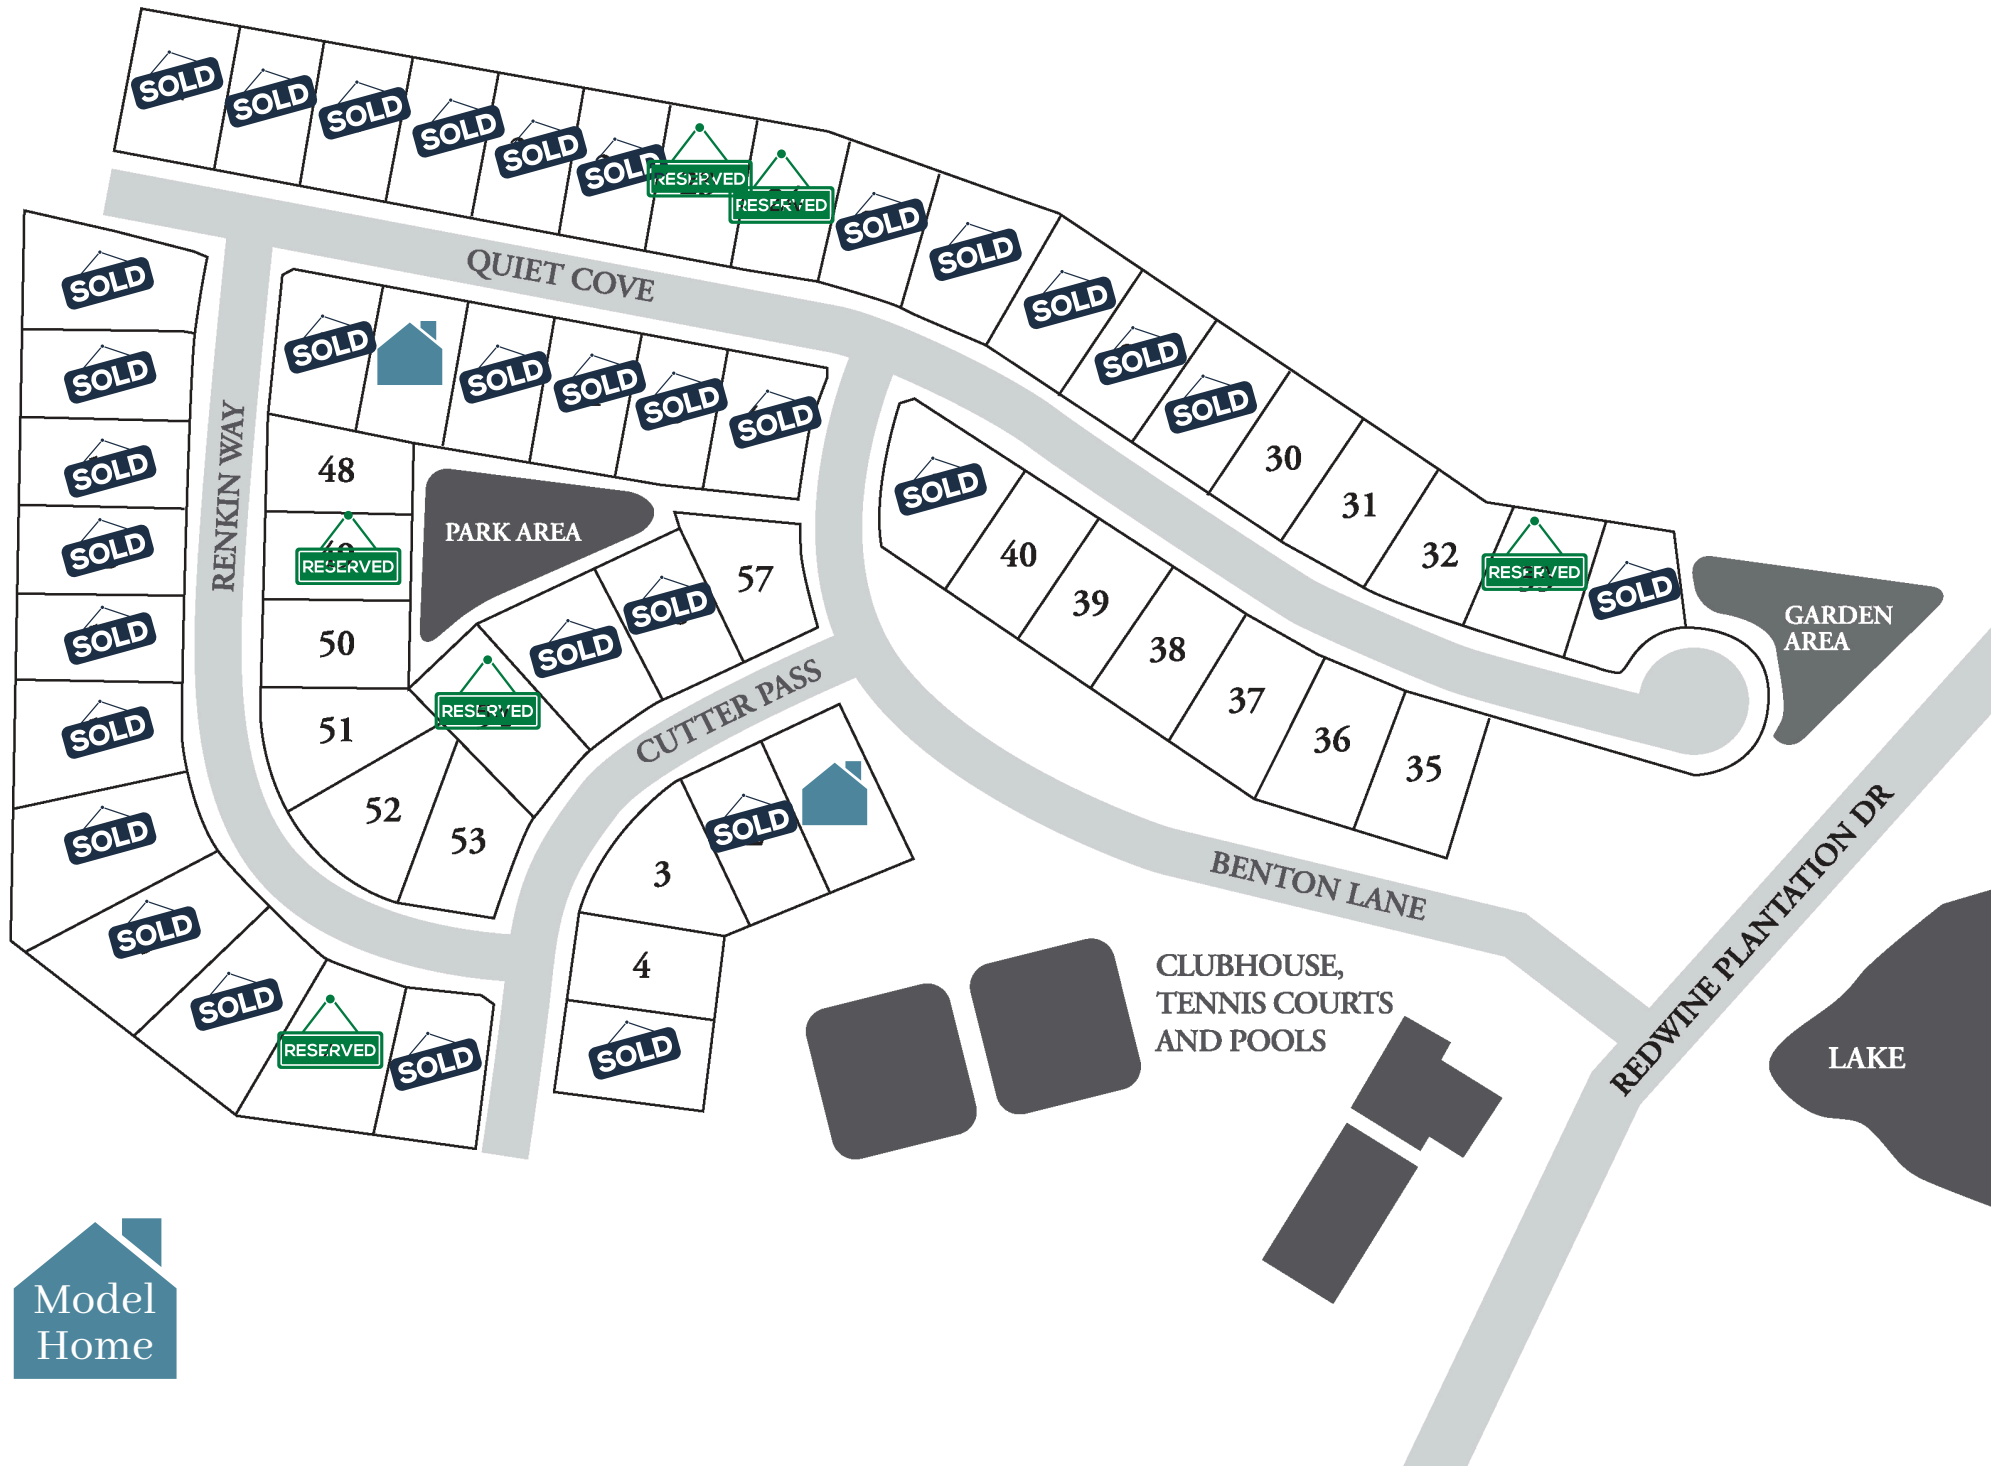 SOLD
SOLD
SOLD
SOLD
SOLD
SOLD
RESERVED
RESERVED
SOLD
SOLD
SOLD
SOLD
SOLD
30
31
32
RESERVED
SOLD
QUIET COVE
SOLD
SOLD
SOLD
SOLD
SOLD
SOLD
SOLD
SOLD
SOLD
RESERVED
SOLD
RENKIN WAY
SOLD
SOLD
SOLD
SOLD
SOLD
48
RESERVED
50
51
52
53
RESERVED
SOLD
SOLD
57
PARK AREA
CUTTER PASS
SOLD
40
39
38
37
36
35
GARDEN
AREA
3
SOLD
4
SOLD
BENTON LANE
REDWINE PLANTATION DR
CLUBHOUSE,
TENNIS COURTS
AND POOLS
LAKE
Model
Home